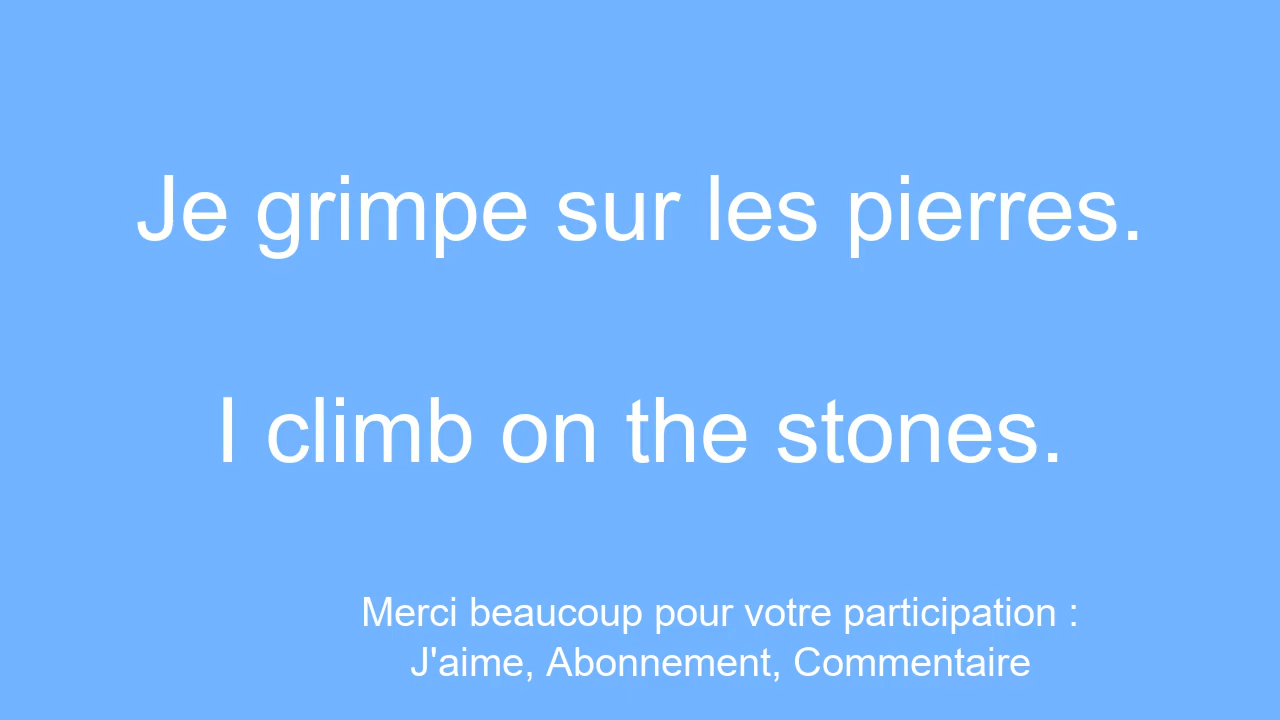 Je grimpe sur les pierres.
I climb on the stones.
Merci beaucoup pour votre participation :
J'aime, Abonnement, Commentaire